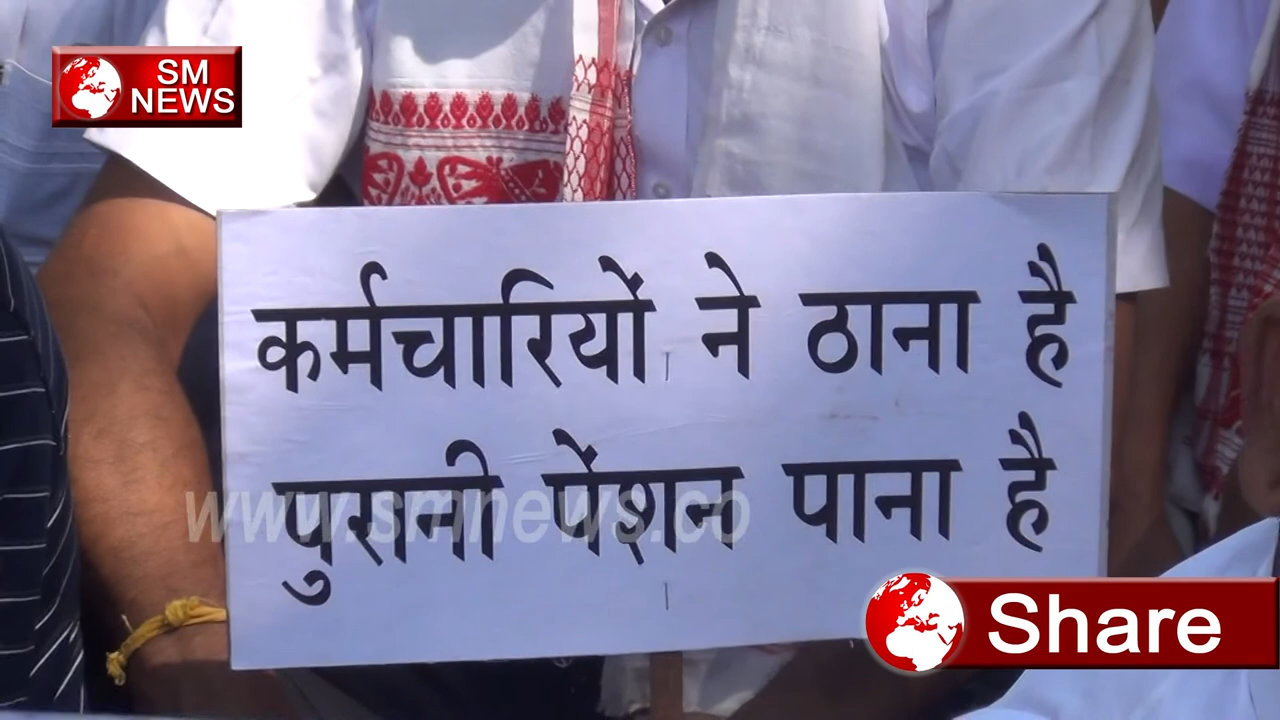 SM
NEWS
कर्मचारियों ने ठाना है
पुरानी पेंशन पाना है
www.smnews.co
Share